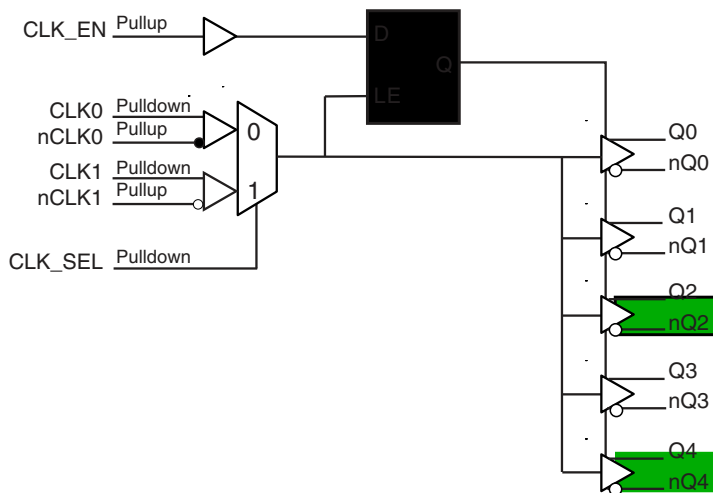 CLK_EN Pullup
D
Q
LE
CLK0 Pulldown
nCLK0 Pullup
CLK1 Pulldown
nCLK1 Pullup
0
1
CLK_SEL Pulldown
Q0
nQ0
Q1
nQ1
Q2
nQ2
Q3
nQ3
Q4
nQ4